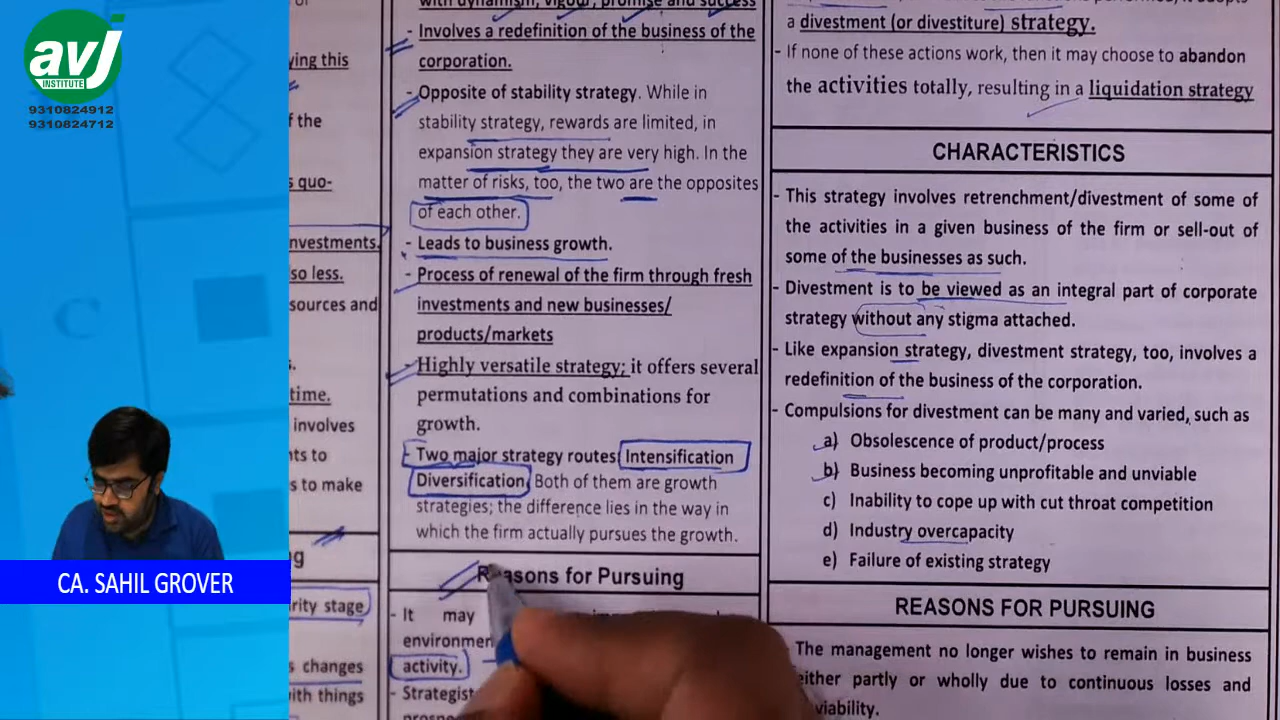 avj
INSTITUTE
9310824912
9310824712
CA. SAHIL GROVER
of
ying this
f the
s quo-
nvestments.
so less.
sources and
s.
time.
involves
nts to
s to make
ng
rity stage
s changes
ith things
with dynamism, vigour, promise and success
- Involves a redefinition of the business of the
corporation.
- Opposite of stability strategy. While in
stability strategy, rewards are limited, in
expansion strategy they are very high. In the
matter of risks, too, the two are the opposites
of each other.
- Leads to business growth.
- Process of renewal of the firm through fresh
investments and new businesses/
products/markets
- Highly versatile strategy; it offers several
permutations and combinations for
growth.
- Two major strategy routes: Intensification
Diversification. Both of them are growth
strategies; the difference lies in the way in
which the firm actually pursues the growth.
Reasons for Pursuing
- It may
environmen
activity.
- Strategist
a divestment (or divestiture) strategy.
- If none of these actions work, then it may choose to abandon
the activities totally, resulting in a liquidation strategy
CHARACTERISTICS
- This strategy involves retrenchment/divestment of some of
the activities in a given business of the firm or sell-out of
some of the businesses as such.
- Divestment is to be viewed as an integral part of corporate
strategy without any stigma attached.
- Like expansion strategy, divestment strategy, too, involves a
redefinition of the business of the corporation.
- Compulsions for divestment can be many and varied, such as
a) Obsolescence of product/process
b) Business becoming unprofitable and unviable
c) Inability to cope up with cut throat competition
d) Industry overcapacity
e) Failure of existing strategy
REASONS FOR PURSUING
The management no longer wishes to remain in business
either partly or wholly due to continuous losses and
viability.